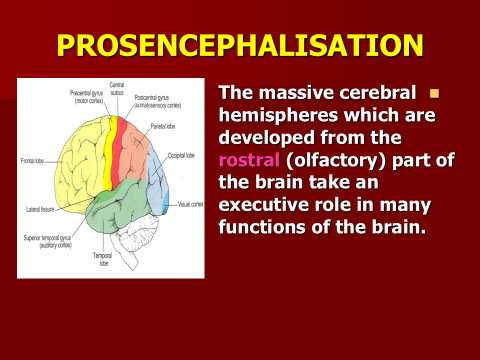 PROSENCEPHALISATION
Central
sulcus
Precentral gyrus
(motor cortex)
Postcentral gyrus
(somatosensory cortex)
Parietal lobe
Occipital lobe
Frontal lobe
Visual cortex
Lateral fissure
Superior temporal gyrus
(auditory cortex)
Temporal
lobe
The massive cerebral
hemispheres which are
developed from the
rostral (olfactory) part of
the brain take an
executive role in many
functions of the brain.